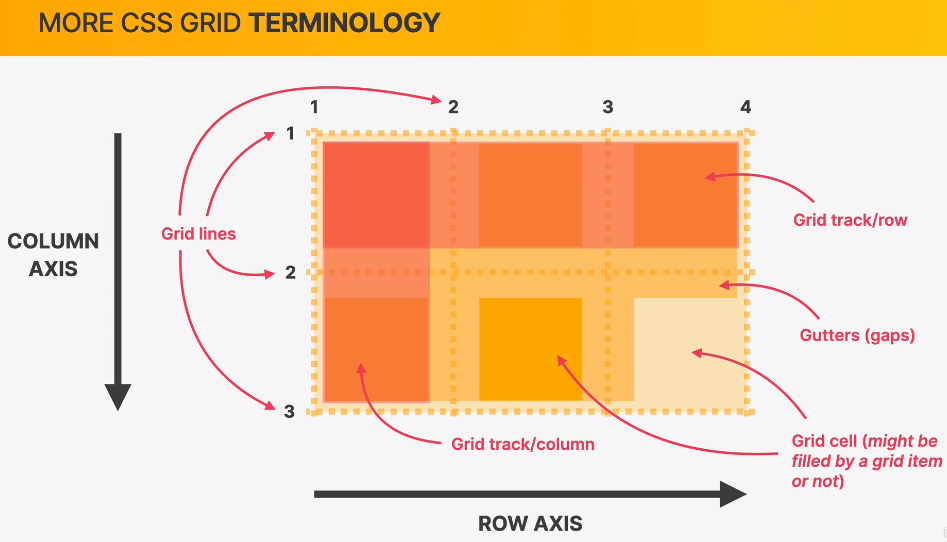 MORE CSS GRID TERMINOLOGY
1 2 3 4
1
Grid track/row
Grid lines
COLUMN
AXIS
2
Gutters (gaps)
3
Grid track/column
Grid cell (might be
filled by a grid item
or not)
ROW AXIS